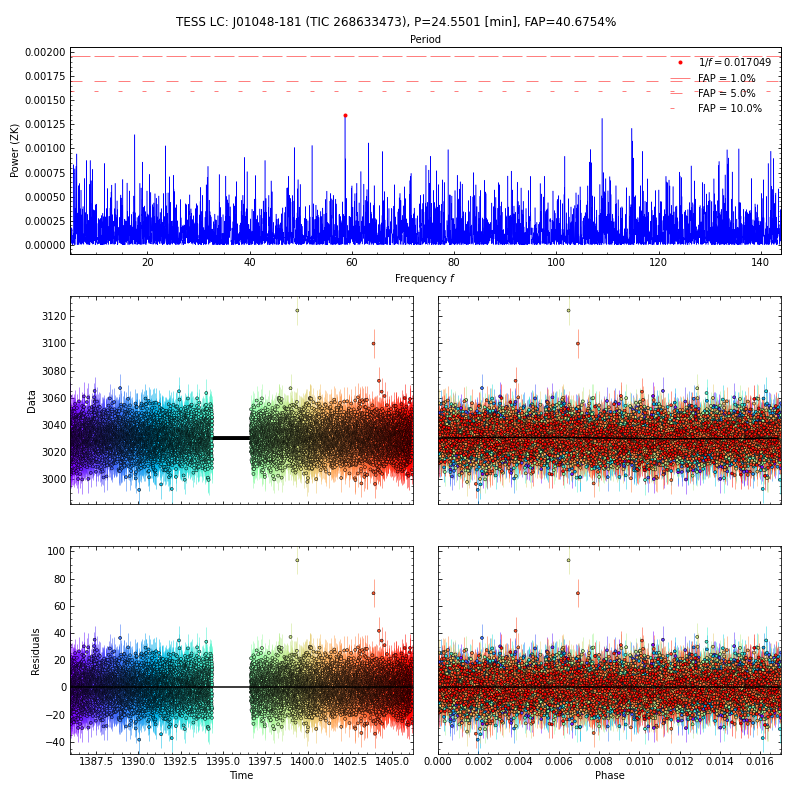 TESS LC: J01048-181 (TIC 268633473), P=24.5501 [min], FAP=40.6754%
Period
0.00200
0.00175
0.00150
0.00125
0.00100
0.00075
0.00050
0.00025
0.00000
Power (ZK)
1/f = 0.017049
FAP = 1.0%
FAP = 5.0%
FAP = 10.0%
20 40 60 80 100 120 140
Frequency f
3120
3100
3080
3060
3040
3020
3000
Data
100
80
60
40
20
0
−20
−40
Residuals
1387.5 1390.0 1392.5 1395.0 1397.5 1400.0 1402.5 1405.0
Time
0.000 0.002 0.004 0.006 0.008 0.010 0.012 0.014 0.016
Phase